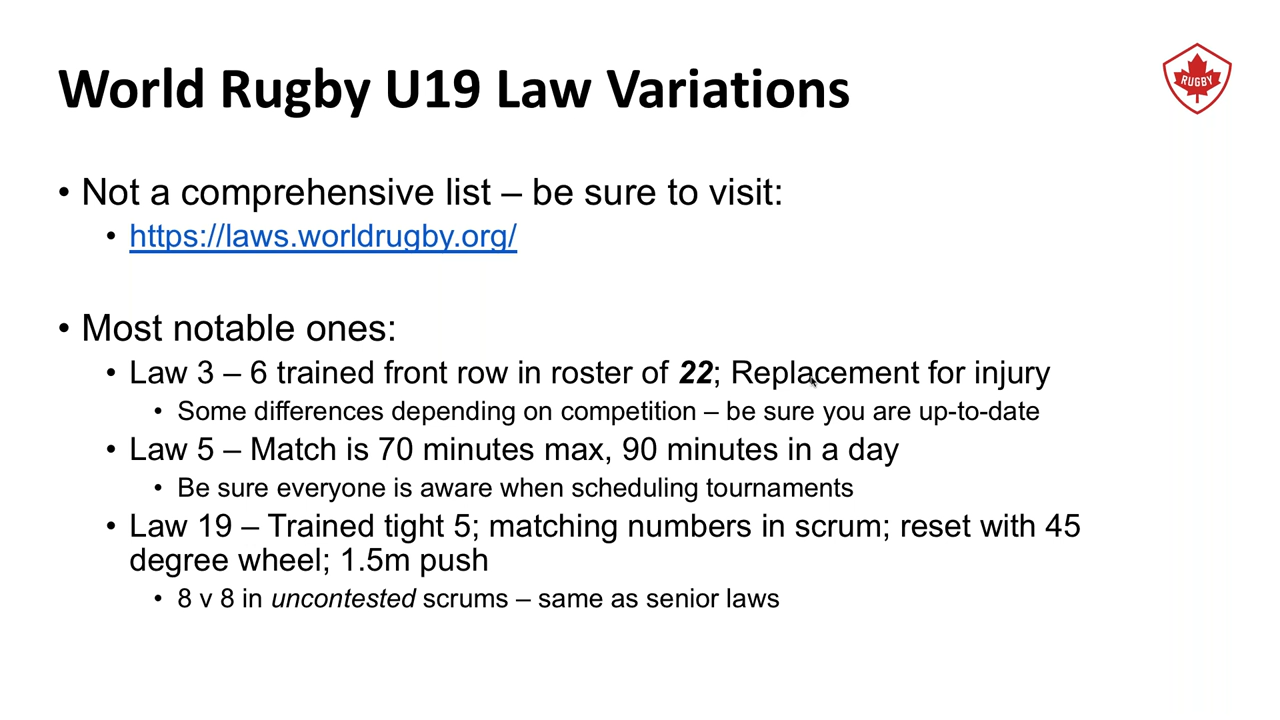 World Rugby U19 Law Variations
RUGBY
• Not a comprehensive list – be sure to visit:
• https://laws.worldrugby.org/
• Most notable ones:
• Law 3 – 6 trained front row in roster of 22; Replacement for injury
• Some differences depending on competition – be sure you are up-to-date
• Law 5 – Match is 70 minutes max, 90 minutes in a day
• Be sure everyone is aware when scheduling tournaments
• Law 19 – Trained tight 5; matching numbers in scrum; reset with 45
degree wheel; 1.5m push
• 8 v 8 in uncontested scrums – same as senior laws